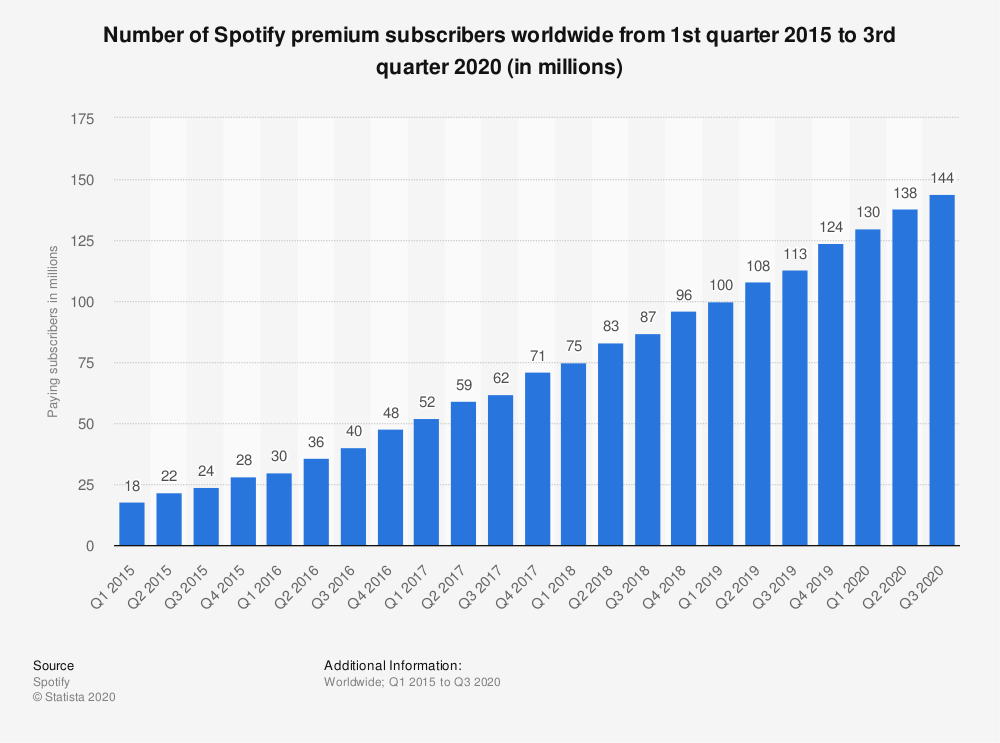 Number of Spotify premium subscribers worldwide from 1st quarter 2015 to 3rd
quarter 2020 (in millions)
Paying subscribers in millions
175
150
125
100
75
50
25
0
18
22
24
28
30
36
40
48
52
59
62
71
75
83
87
96
100
108
113
124
130
138
144
Q1 2015
Q2 2015
Q3 2015
Q4 2015
Q1 2016
Q2 2016
Q3 2016
Q4 2016
Q1 2017
Q2 2017
Q3 2017
Q4 2017
Q1 2018
Q2 2018
Q3 2018
Q4 2018
Q1 2019
Q2 2019
Q3 2019
Q4 2019
Q1 2020
Q2 2020
Q3 2020
Source
Spotify
© Statista 2020
Additional Information:
Worldwide; Q1 2015 to Q3 2020